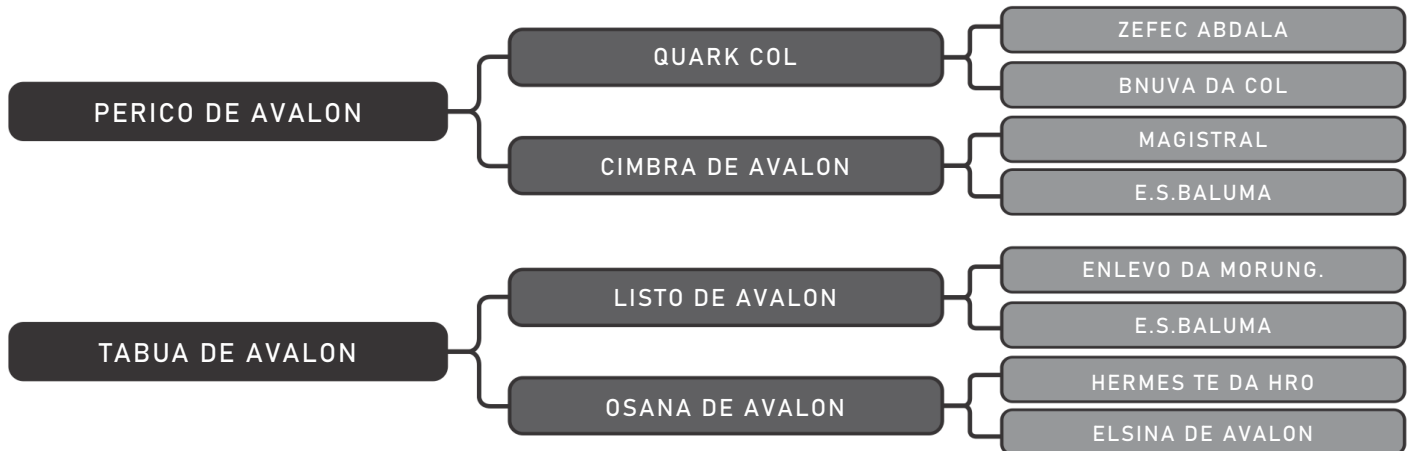 PERICO DE AVALON
QUARK COL
ZEFEC ABDALA
BNUVA DA COL
CIMBRA DE AVALON
MAGISTRAL
E.S.BALUMA
TABUA DE AVALON
LISTO DE AVALON
ENLEVO DA MORUNG.
E.S.BALUMA
OSANA DE AVALON
HERMES TE DA HRO
ELSINA DE AVALON